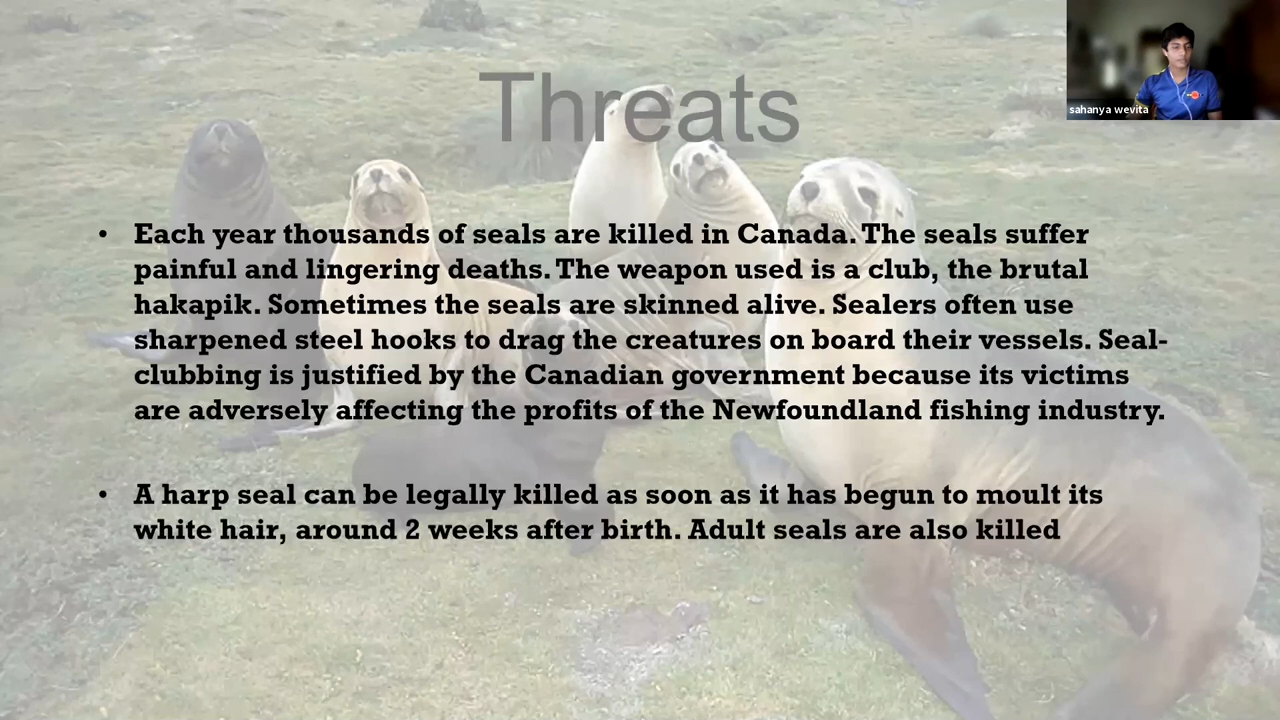 Threats
sahanya wevita
• Each year thousands of seals are killed in Canada. The seals suffer
painful and lingering deaths. The weapon used is a club, the brutal
hakapik. Sometimes the seals are skinned alive. Sealers often use
sharpened steel hooks to drag the creatures on board their vessels. Seal-
clubbing is justified by the Canadian government because its victims
are adversely affecting the profits of the Newfoundland fishing industry.
• A harp seal can be legally killed as soon as it has begun to moult its
white hair, around 2 weeks after birth. Adult seals are also killed